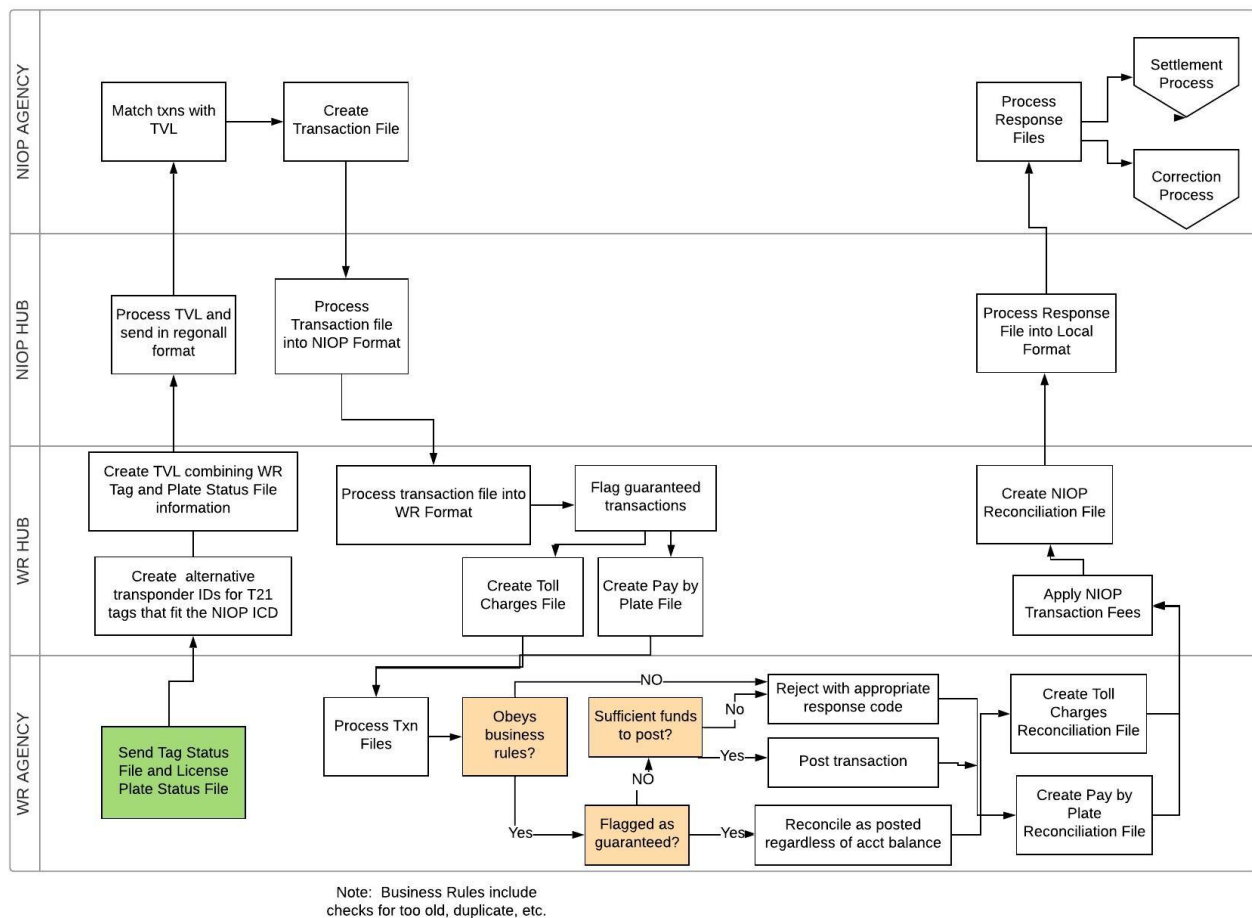 NIOP AGENCY
Match txns with
TVL
Create
Transaction File
Process
Response
Files
Settlement
Process
Correction
Process
NIOP HUB
Process TVL and
send in regonall
format
Process
Transaction file
into NIOP Format
Process Response
File into Local
Format
WR HUB
Create TVL combining WR
Tag and Plate Status File
information
Create alternative
transponder IDs for T21
tags that fit the NIOP ICD
Process transaction file into
WR Format
Flag guaranteed
transactions
Create Toll
Charges File
Create Pay by
Plate File
Create NIOP
Reconciliation File
Apply NIOP
Transaction Fees
WR AGENCY
Send Tag Status
File and License
Plate Status File
Process Txn
Files
Obeys
business
rules?
NO
Yes
Sufficient funds
to post?
No
Yes
NO
Flagged as
guaranteed?
Yes
Reject with appropriate
response code
Post transaction
Reconcile as posted
regardless of acct balance
Create Toll
Charges
Reconciliation File
Create Pay by
Plate
Reconciliation File
Note: Business Rules include
checks for too old, duplicate, etc.